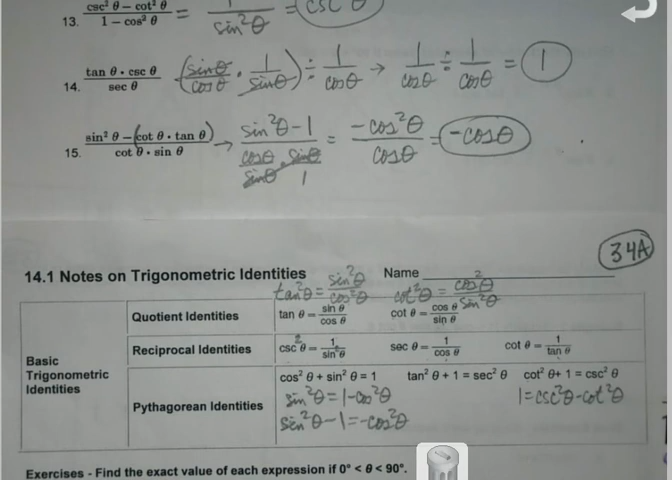 13. csc² θ – cot² θ / 1 – cos² θ = 1 / sin²θ = csc²θ
14. tan θ • csc θ / sec θ (sinθ/cosθ • 1/sinθ) ÷ 1/cosθ → 1/cosθ ÷ 1/cosθ = 1
15. sin² θ – (cot θ • tan θ) / cot θ • sin θ → sin²θ – 1 / cosθ/sinθ • sinθ/1 = –cos²θ / cosθ = –cosθ
34A
14.1 Notes on Trigonometric Identities Name
tan²θ = sin²θ/cos²θ cot²θ = cos²θ/sin²θ
Quotient Identities tan θ = sin θ/cos θ cot θ = cos θ/sin θ
Reciprocal Identities csc² θ = 1/sin² θ sec θ = 1/cos θ cot θ = 1/tan θ
Basic Trigonometric Identities
Pythagorean Identities cos² θ + sin² θ = 1 tan² θ + 1 = sec² θ cot² θ + 1 = csc² θ
sin²θ = 1 – cos²θ 1 = csc²θ – cot²θ
sin²θ – 1 = –cos²θ
Exercises - Find the exact value of each expression if 0° < θ < 90°.